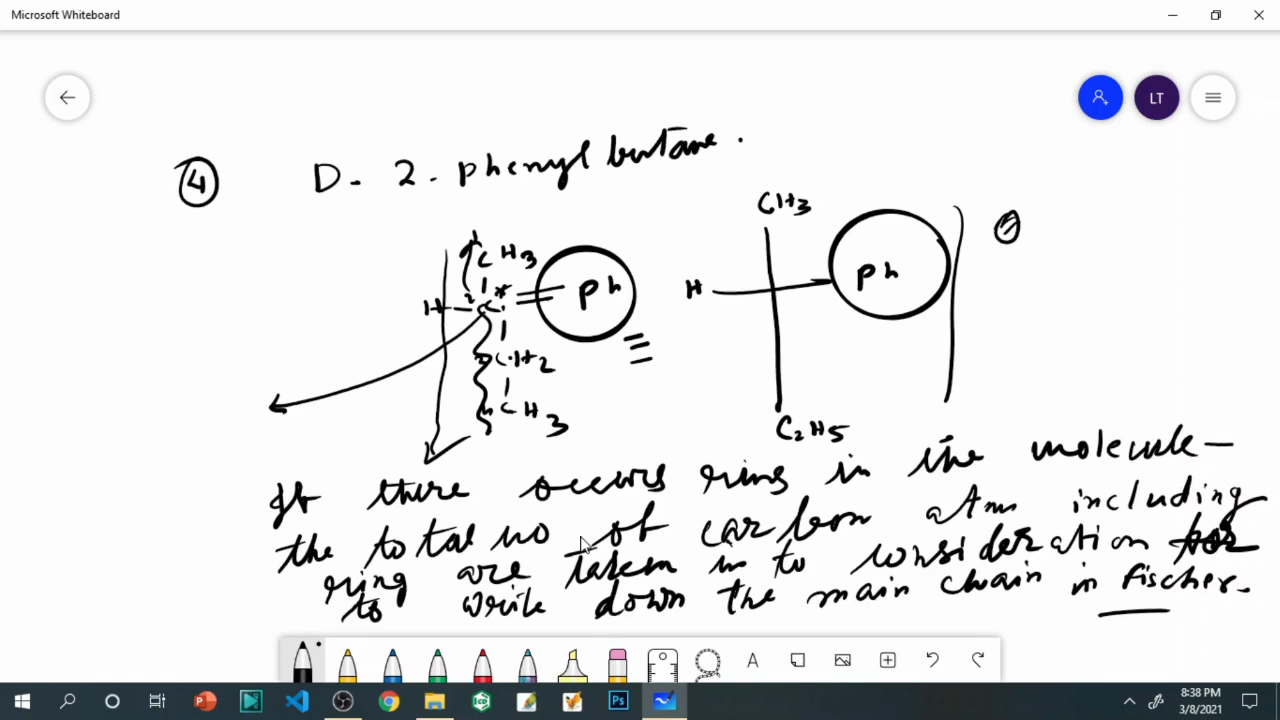 Microsoft Whiteboard
LT
4 D. 2. phenyl butane.
CH3
H C* Ph
CH2
CH3
CH3
H Ph
C2H5
If there occurs ring in the molecule—
the total no of carbon atm including
ring are taken in to consideration for
to write down the main chain in Fischer.
8:38 PM
3/8/2021